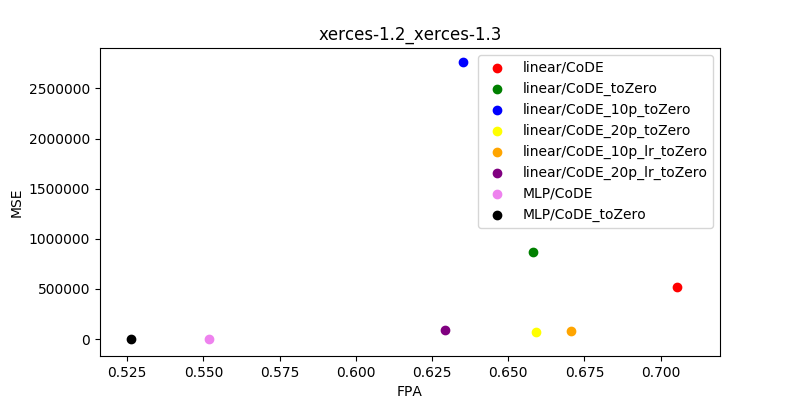 xerces-1.2_xerces-1.3
linear/CoDE
linear/CoDE_toZero
linear/CoDE_10p_toZero
linear/CoDE_20p_toZero
linear/CoDE_10p_lr_toZero
linear/CoDE_20p_lr_toZero
MLP/CoDE
MLP/CoDE_toZero
MSE
2500000
2000000
1500000
1000000
500000
0
0.525 0.550 0.575 0.600 0.625 0.650 0.675 0.700
FPA